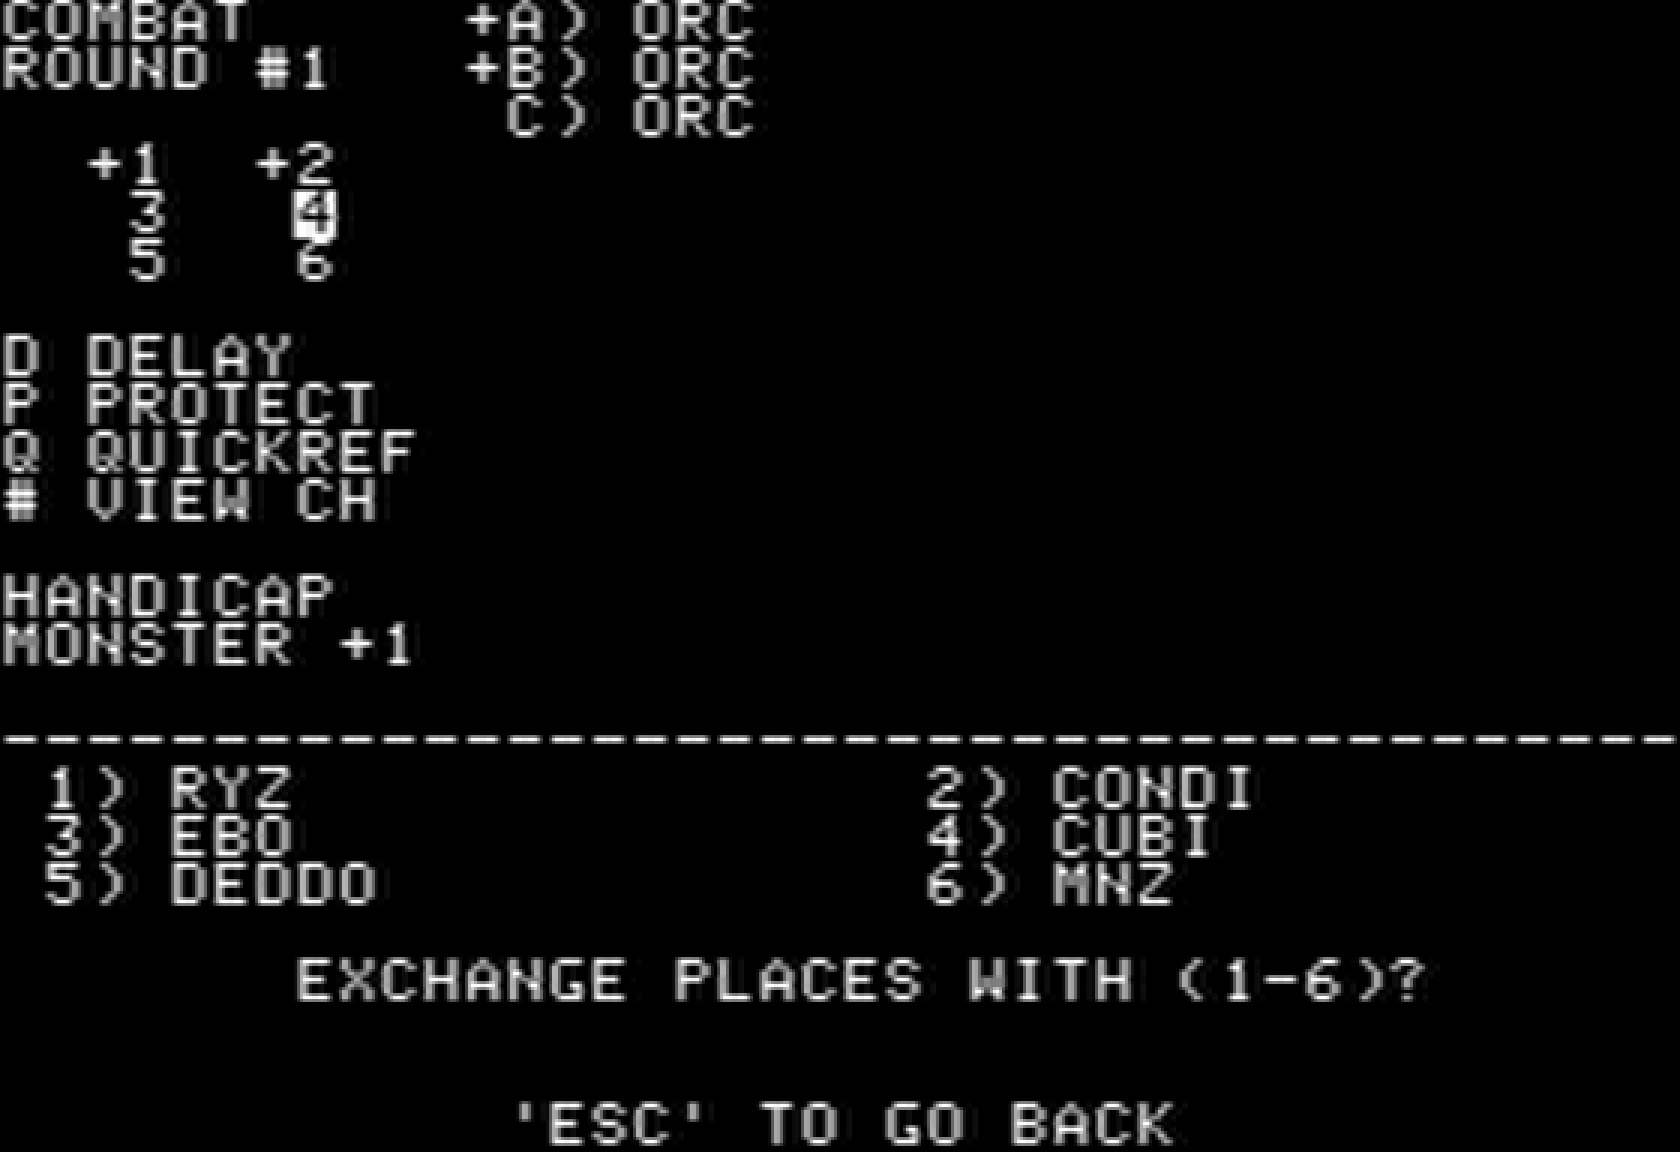 COMBAT +A) ORC
ROUND #1 +B) ORC
C) ORC
+1 +2
3 4
5 6
D DELAY
P PROTECT
Q QUICKREF
# VIEW CH
HANDICAP
MONSTER +1
----------------------------------------
1) RYZ 2) CONDI
3) EBO 4) CUBI
5) DEDDO 6) MNZ
EXCHANGE PLACES WITH (1-6)?
'ESC' TO GO BACK